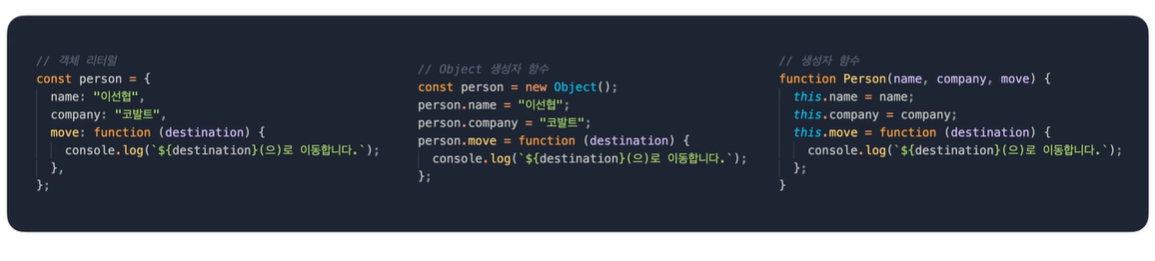 // 객체 리터럴
const person = {
  name: "이선협",
  company: "코발트",
  move: function (destination) {
    console.log(`${destination}(으)로 이동합니다.`);
  },
};
// Object 생성자 함수
const person = new Object();
person.name = "이선협";
person.company = "코발트";
person.move = function (destination) {
  console.log(`${destination}(으)로 이동합니다.`);
};
// 생성자 함수
function Person(name, company, move) {
  this.name = name;
  this.company = company;
  this.move = function (destination) {
    console.log(`${destination}(으)로 이동합니다.`);
  };
}